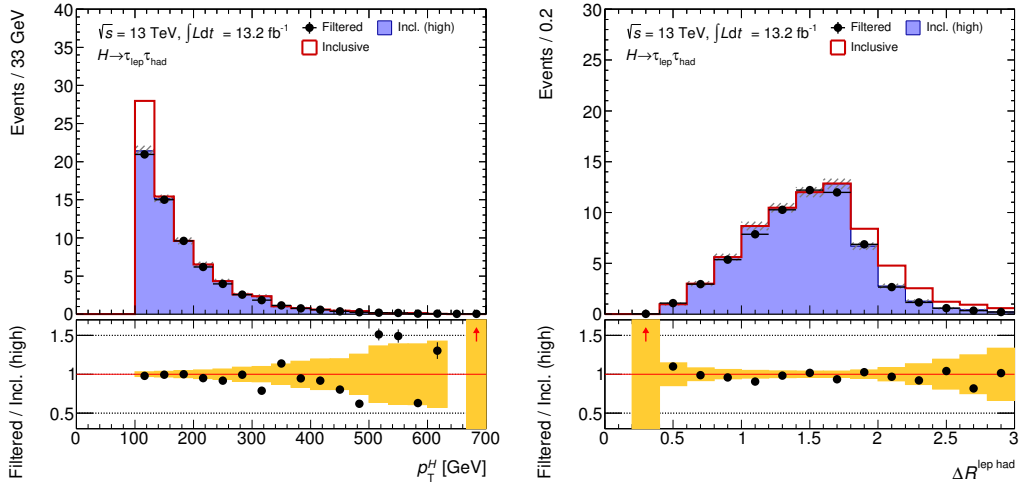 Events / 33 GeV
40
35
30
25
20
15
10
5
0
√s = 13 TeV, ∫Ldt = 13.2 fb⁻¹
H→τ_lep τ_had
Filtered
Incl. (high)
Inclusive
Filtered / Incl. (high)
1.5
1
0.5
0 100 200 300 400 500 600 700
p_T^H [GeV]
Events / 0.2
30
25
20
15
10
5
0
√s = 13 TeV, ∫Ldt = 13.2 fb⁻¹
H→τ_lep τ_had
Filtered
Incl. (high)
Inclusive
Filtered / Incl. (high)
1.5
1
0.5
0 0.5 1 1.5 2 2.5 3
ΔR^lep had